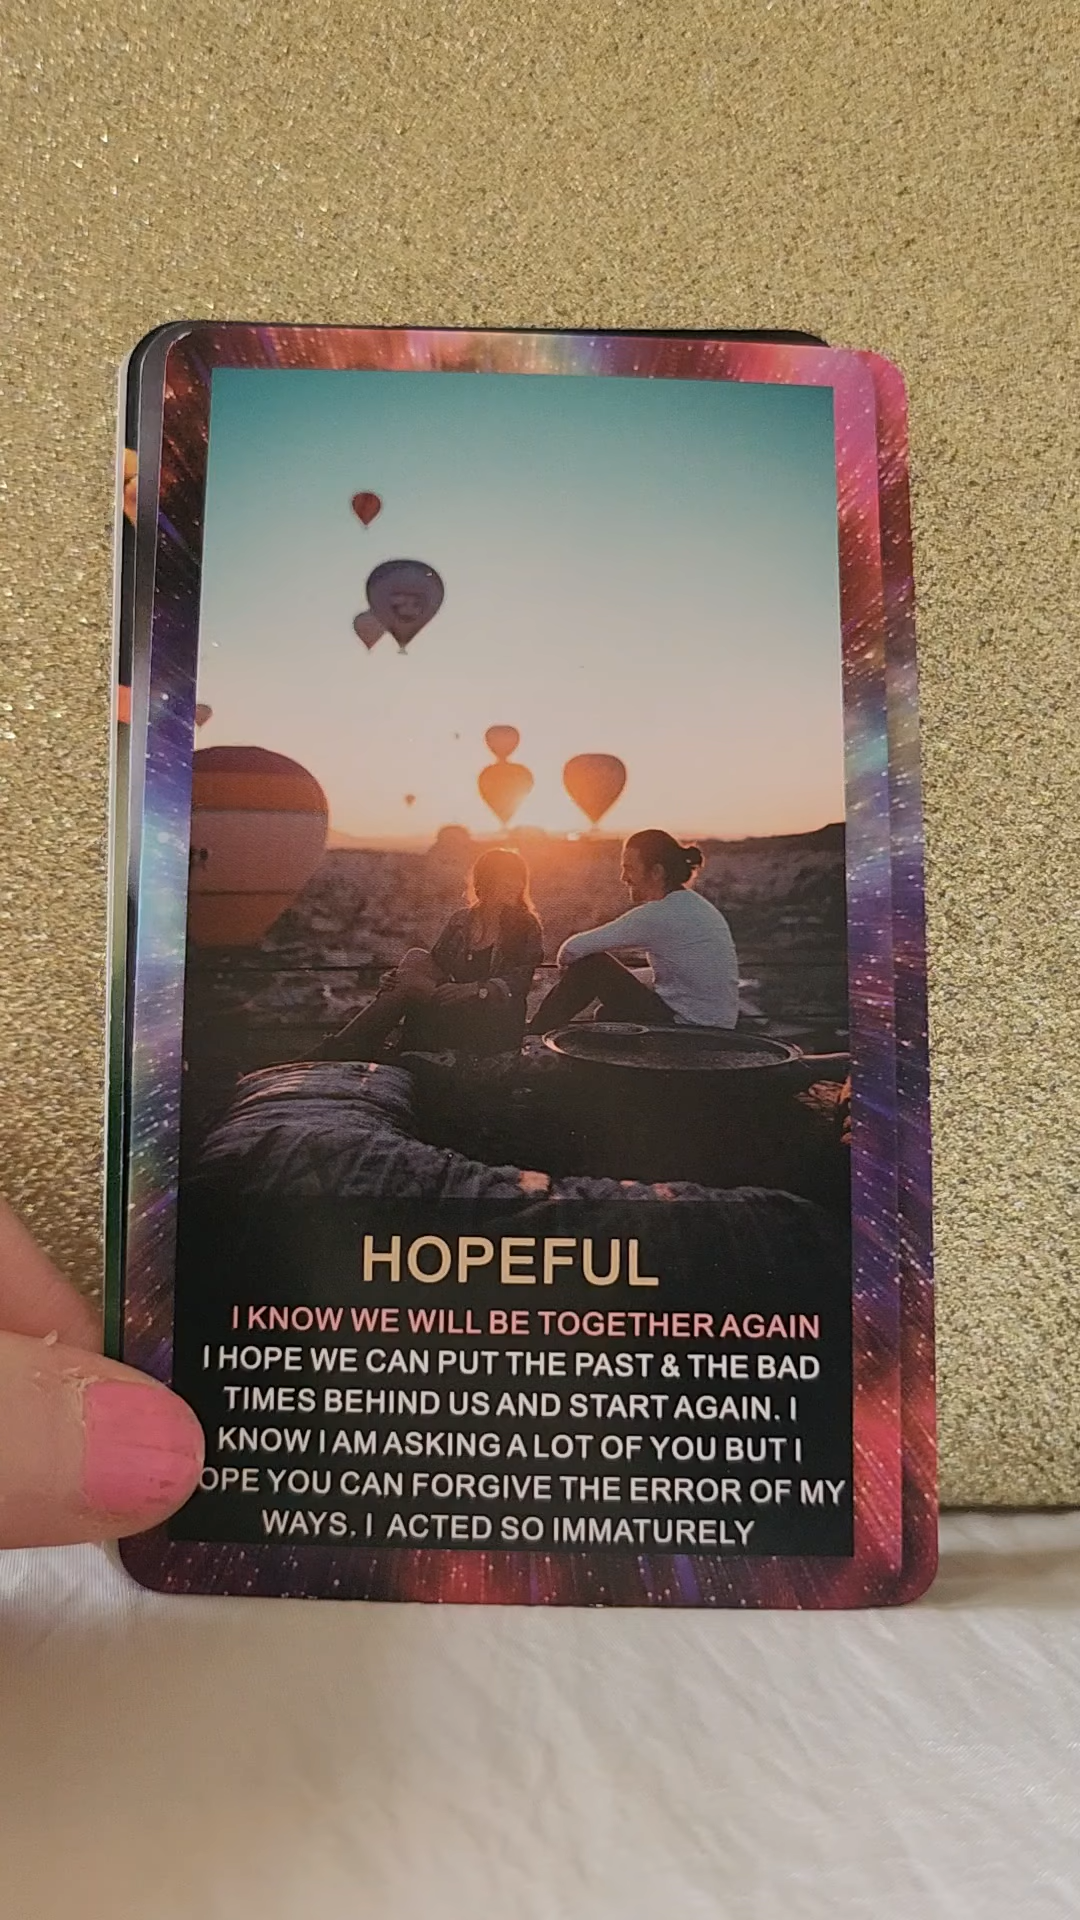 HOPEFUL
I KNOW WE WILL BE TOGETHER AGAIN
I HOPE WE CAN PUT THE PAST & THE BAD
TIMES BEHIND US AND START AGAIN. I
KNOW I AM ASKING A LOT OF YOU BUT I
OPE YOU CAN FORGIVE THE ERROR OF MY
WAYS. I ACTED SO IMMATURELY